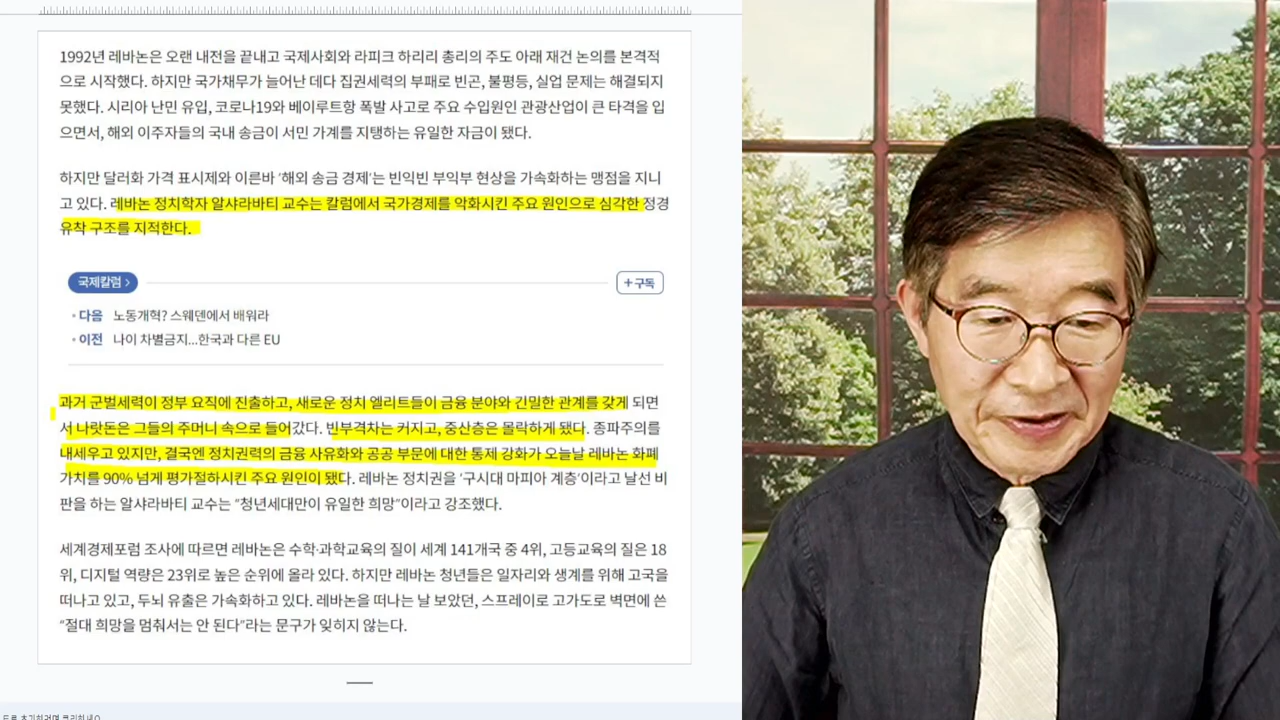 1992년 레바논은 오랜 내전을 끝내고 국제사회와 라피크 하리리 총리의 주도 아래 재건 논의를 본격적
으로 시작했다. 하지만 국가채무가 늘어난 데다 집권세력의 부패로 빈곤, 불평등, 실업 문제는 해결되지
못했다. 시리아 난민 유입, 코로나19와 베이루트항 폭발 사고로 주요 수입원인 관광산업이 큰 타격을 입
으면서, 해외 이주자들의 국내 송금이 서민 가계를 지탱하는 유일한 자금이 됐다.
하지만 달러화 가격 표시제와 이른바 '해외 송금 경제'는 빈익빈 부익부 현상을 가속화하는 맹점을 지니
고 있다. 레바논 정치학자 알샤라바티 교수는 칼럼에서 국가경제를 악화시킨 주요 원인으로 심각한 정경
유착 구조를 지적한다.
국제칼럼 >
+구독
• 다음 노동개혁? 스웨덴에서 배워라
• 이전 나이 차별금지...한국과 다른 EU
과거 군벌세력이 정부 요직에 진출하고, 새로운 정치 엘리트들이 금융 분야와 긴밀한 관계를 갖게 되면
서 나랏돈은 그들의 주머니 속으로 들어갔다. 빈부격차는 커지고, 중산층은 몰락하게 됐다. 종파주의를
내세우고 있지만, 결국엔 정치권력의 금융 사유화와 공공 부문에 대한 통제 강화가 오늘날 레바논 화폐
가치를 90% 넘게 평가절하시킨 주요 원인이 됐다. 레바논 정치권을 '구시대 마피아 계층'이라고 날선 비
판을 하는 알샤라바티 교수는 "청년세대만이 유일한 희망"이라고 강조했다.
세계경제포럼 조사에 따르면 레바논은 수학·과학교육의 질이 세계 141개국 중 4위, 고등교육의 질은 18
위, 디지털 역량은 23위로 높은 순위에 올라 있다. 하지만 레바논 청년들은 일자리와 생계를 위해 고국을
떠나고 있고, 두뇌 유출은 가속화하고 있다. 레바논을 떠나는 날 보았던, 스프레이로 고가도로 벽면에 쓴
"절대 희망을 멈춰서는 안 된다"라는 문구가 잊히지 않는다.